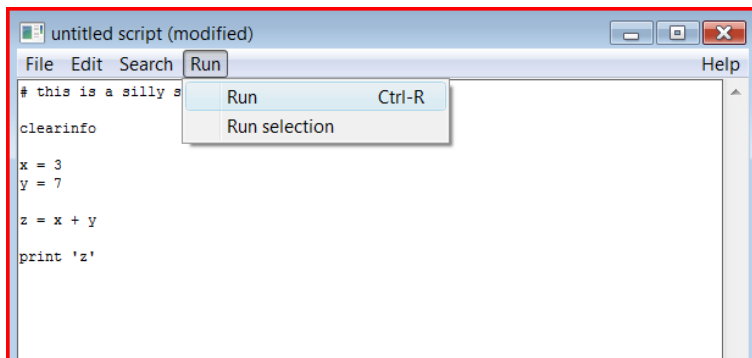 untitled script (modified)
File Edit Search Run Help
# this is a silly s
Run Ctrl-R
Run selection
clearinfo
x = 3
y = 7
z = x + y
print 'z'